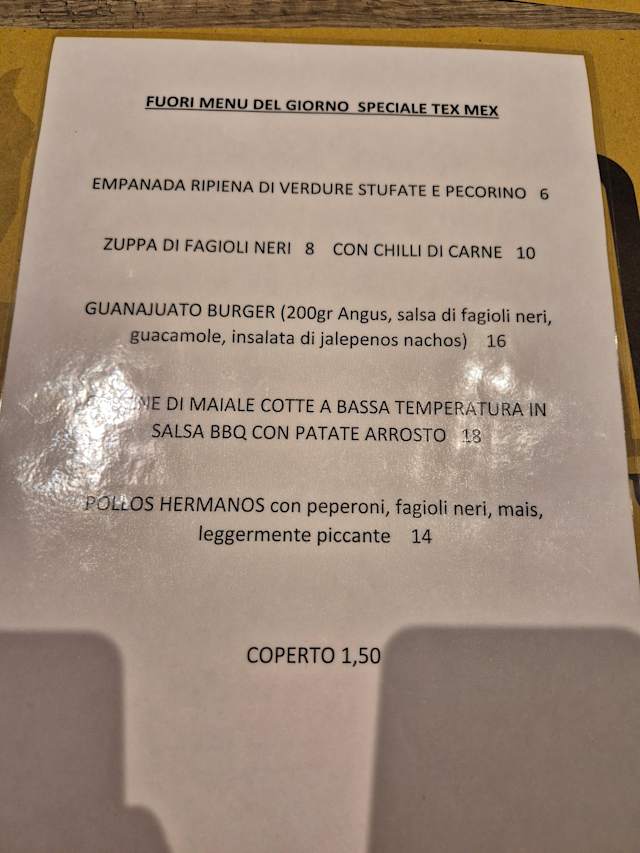 FUORI MENU DEL GIORNO SPECIALE TEX MEX
EMPANADA RIPIENA DI VERDURE STUFATE E PECORINO 6
ZUPPA DI FAGIOLI NERI 8 CON CHILLI DI CARNE 10
GUANAJUATO BURGER (200gr Angus, salsa di fagioli neri,
guacamole, insalata di jalepenos nachos) 16
DI MAIALE COTTE A BASSA TEMPERATURA IN
SALSA BBQ CON PATATE ARROSTO 18
POLLOS HERMANOS con peperoni, fagioli neri, mais,
leggermente piccante 14
COPERTO 1,50